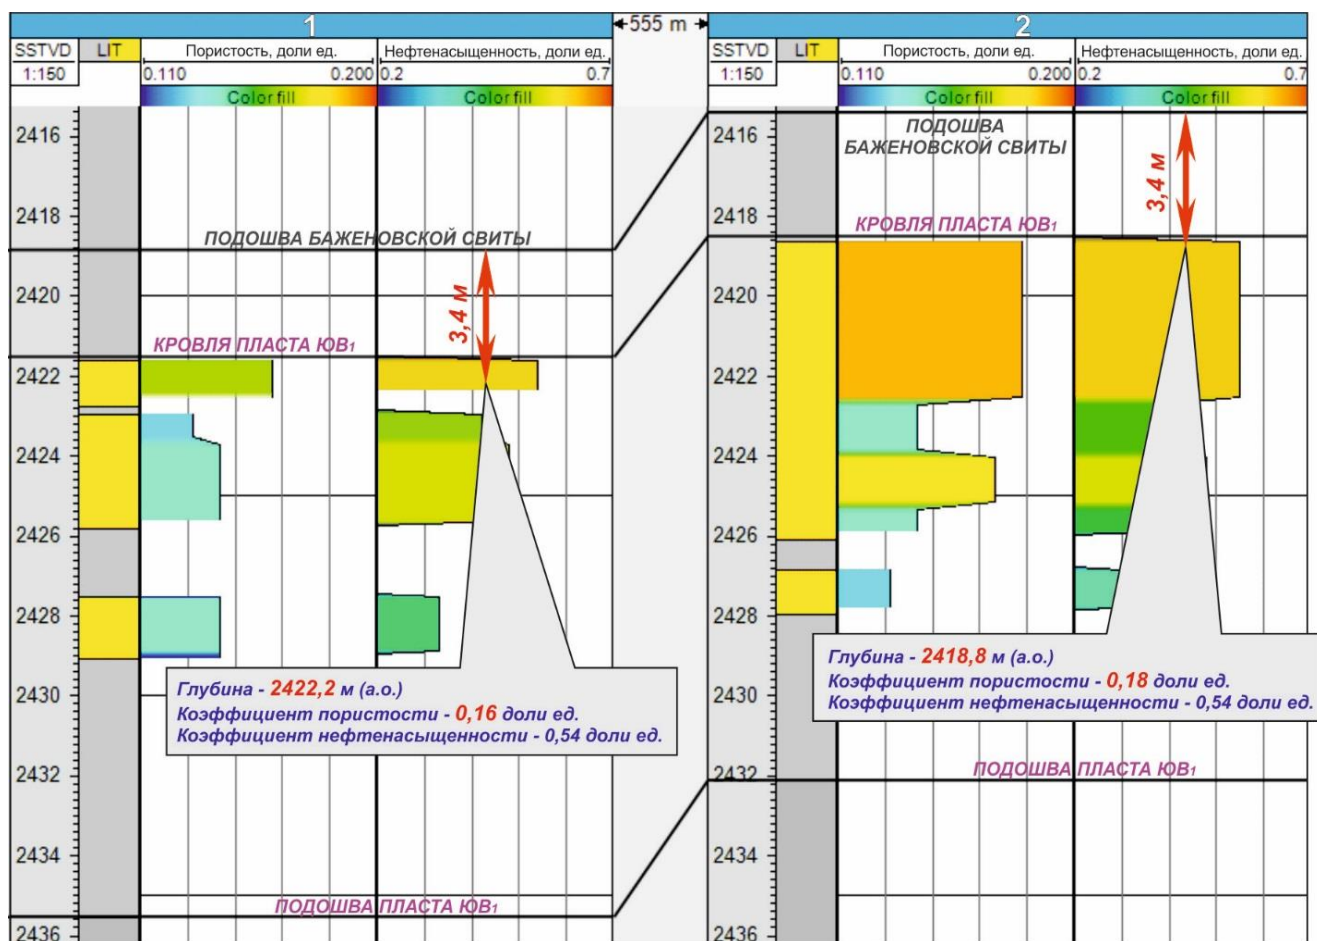 1
555 m
2
SSTVD
LIT
Пористость, доли ед.
Нефтенасыщенность, доли ед.
1:150
0.110
0.200
0.2
0.7
Color fill
Color fill
SSTVD
LIT
Пористость, доли ед.
Нефтенасыщенность, доли ед.
1:150
0.110
0.200
0.2
0.7
Color fill
Color fill
2416
2418
2420
2422
2424
2426
2428
2430
2432
2434
2436
ПОДОШВА БАЖЕНОВСКОЙ СВИТЫ
3,4 м
КРОВЛЯ ПЛАСТА ЮВ₁
Глубина - 2422,2 м (а.о.)
Коэффициент пористости - 0,16 доли ед.
Коэффициент нефтенасыщенности - 0,54 доли ед.
ПОДОШВА ПЛАСТА ЮВ₁
2416
2418
2420
2422
2424
2426
2428
2430
2432
2434
2436
ПОДОШВА
БАЖЕНОВСКОЙ СВИТЫ
3,4 м
КРОВЛЯ ПЛАСТА ЮВ₁
Глубина - 2418,8 м (а.о.)
Коэффициент пористости - 0,18 доли ед.
Коэффициент нефтенасыщенности - 0,54 доли ед.
ПОДОШВА ПЛАСТА ЮВ₁